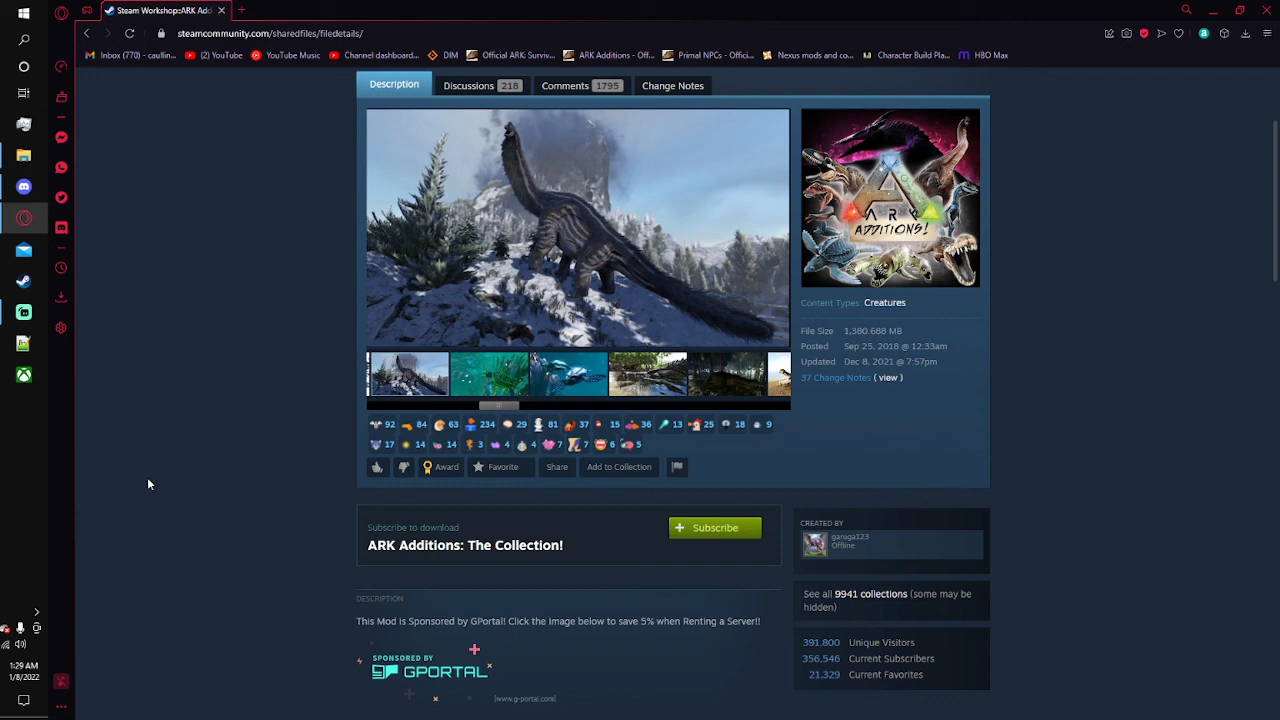 Steam Workshop:ARK Add
steamcommunity.com/sharedfiles/filedetails/
Inbox (770) - caullin...
(2) YouTube
YouTube Music
Channel dashboard...
DIM
Official ARK: Surviv...
ARK Additions - Off...
Primal NPCs - Offici...
Nexus mods and co...
Character Build Pla...
HBO Max
Description
Discussions 218
Comments 1795
Change Notes
ARK
ADDITIONS!
Content Types: Creatures
File Size 1,380.688 MB
Posted Sep 25, 2018 @ 12:33am
Updated Dec 8, 2021 @ 7:57pm
37 Change Notes ( view )
92 84 63 234 29 81 37 15 36 13 25 18 9
17 14 14 3 4 4 7 7 6 5
Award
Favorite
Share
Add to Collection
Subscribe to download
ARK Additions: The Collection!
Subscribe
CREATED BY
garuga123
Offline
See all 9941 collections (some may be
hidden)
391,800 Unique Visitors
356,546 Current Subscribers
21,329 Current Favorites
DESCRIPTION
This Mod is Sponsored by GPortal! Click the Image below to save 5% when Renting a Server!!
SPONSORED BY
GPORTAL
[www.g-portal.com]
1:29 AM
1/8/2022